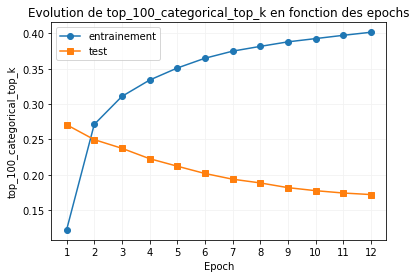 Evolution de top_100_categorical_top_k en fonction des epochs
entrainement
test
top_100_categorical_top_k
0.40
0.35
0.30
0.25
0.20
0.15
1 2 3 4 5 6 7 8 9 10 11 12
Epoch